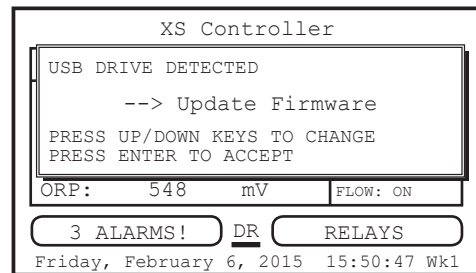 XS Controller
USB DRIVE DETECTED
--> Update Firmware
PRESS UP/DOWN KEYS TO CHANGE
PRESS ENTER TO ACCEPT
ORP: 548 mV FLOW: ON
3 ALARMS! DR RELAYS
Friday, February 6, 2015 15:50:47 Wk1